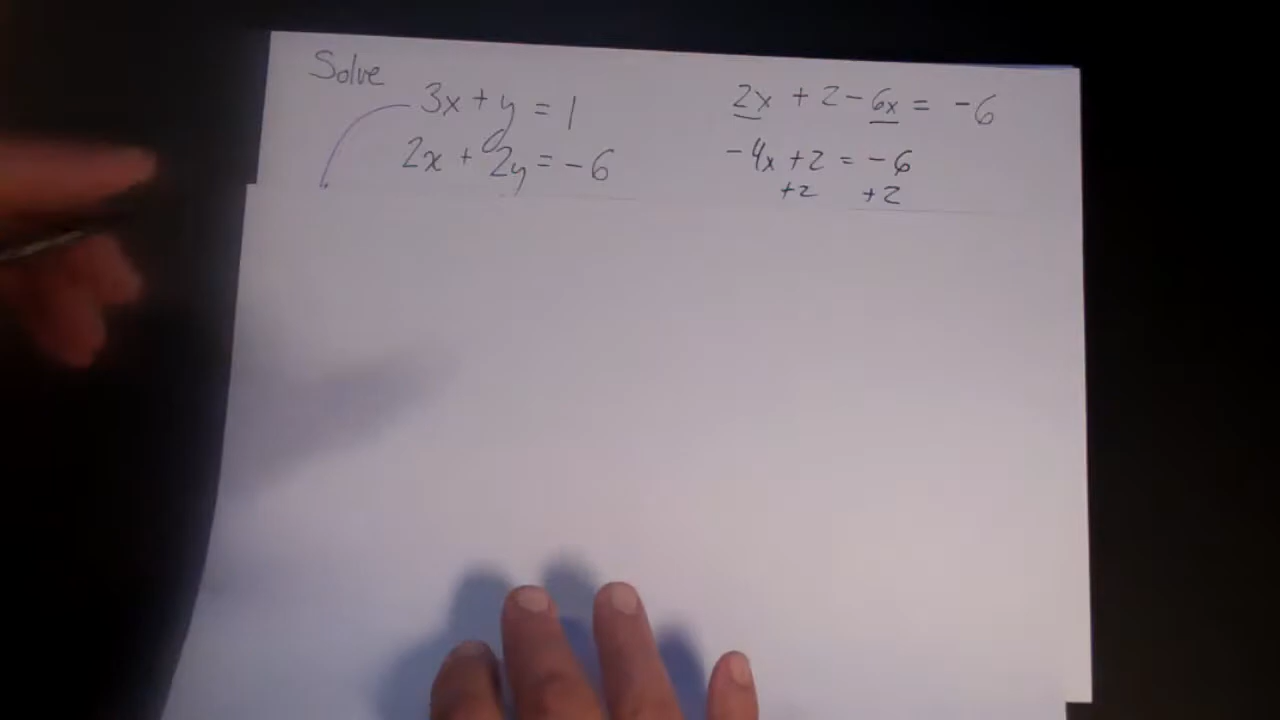 Solve
3x + y = 1
2x + 2y = -6
2x + 2 - 6x = -6
-4x + 2 = -6
+2 +2